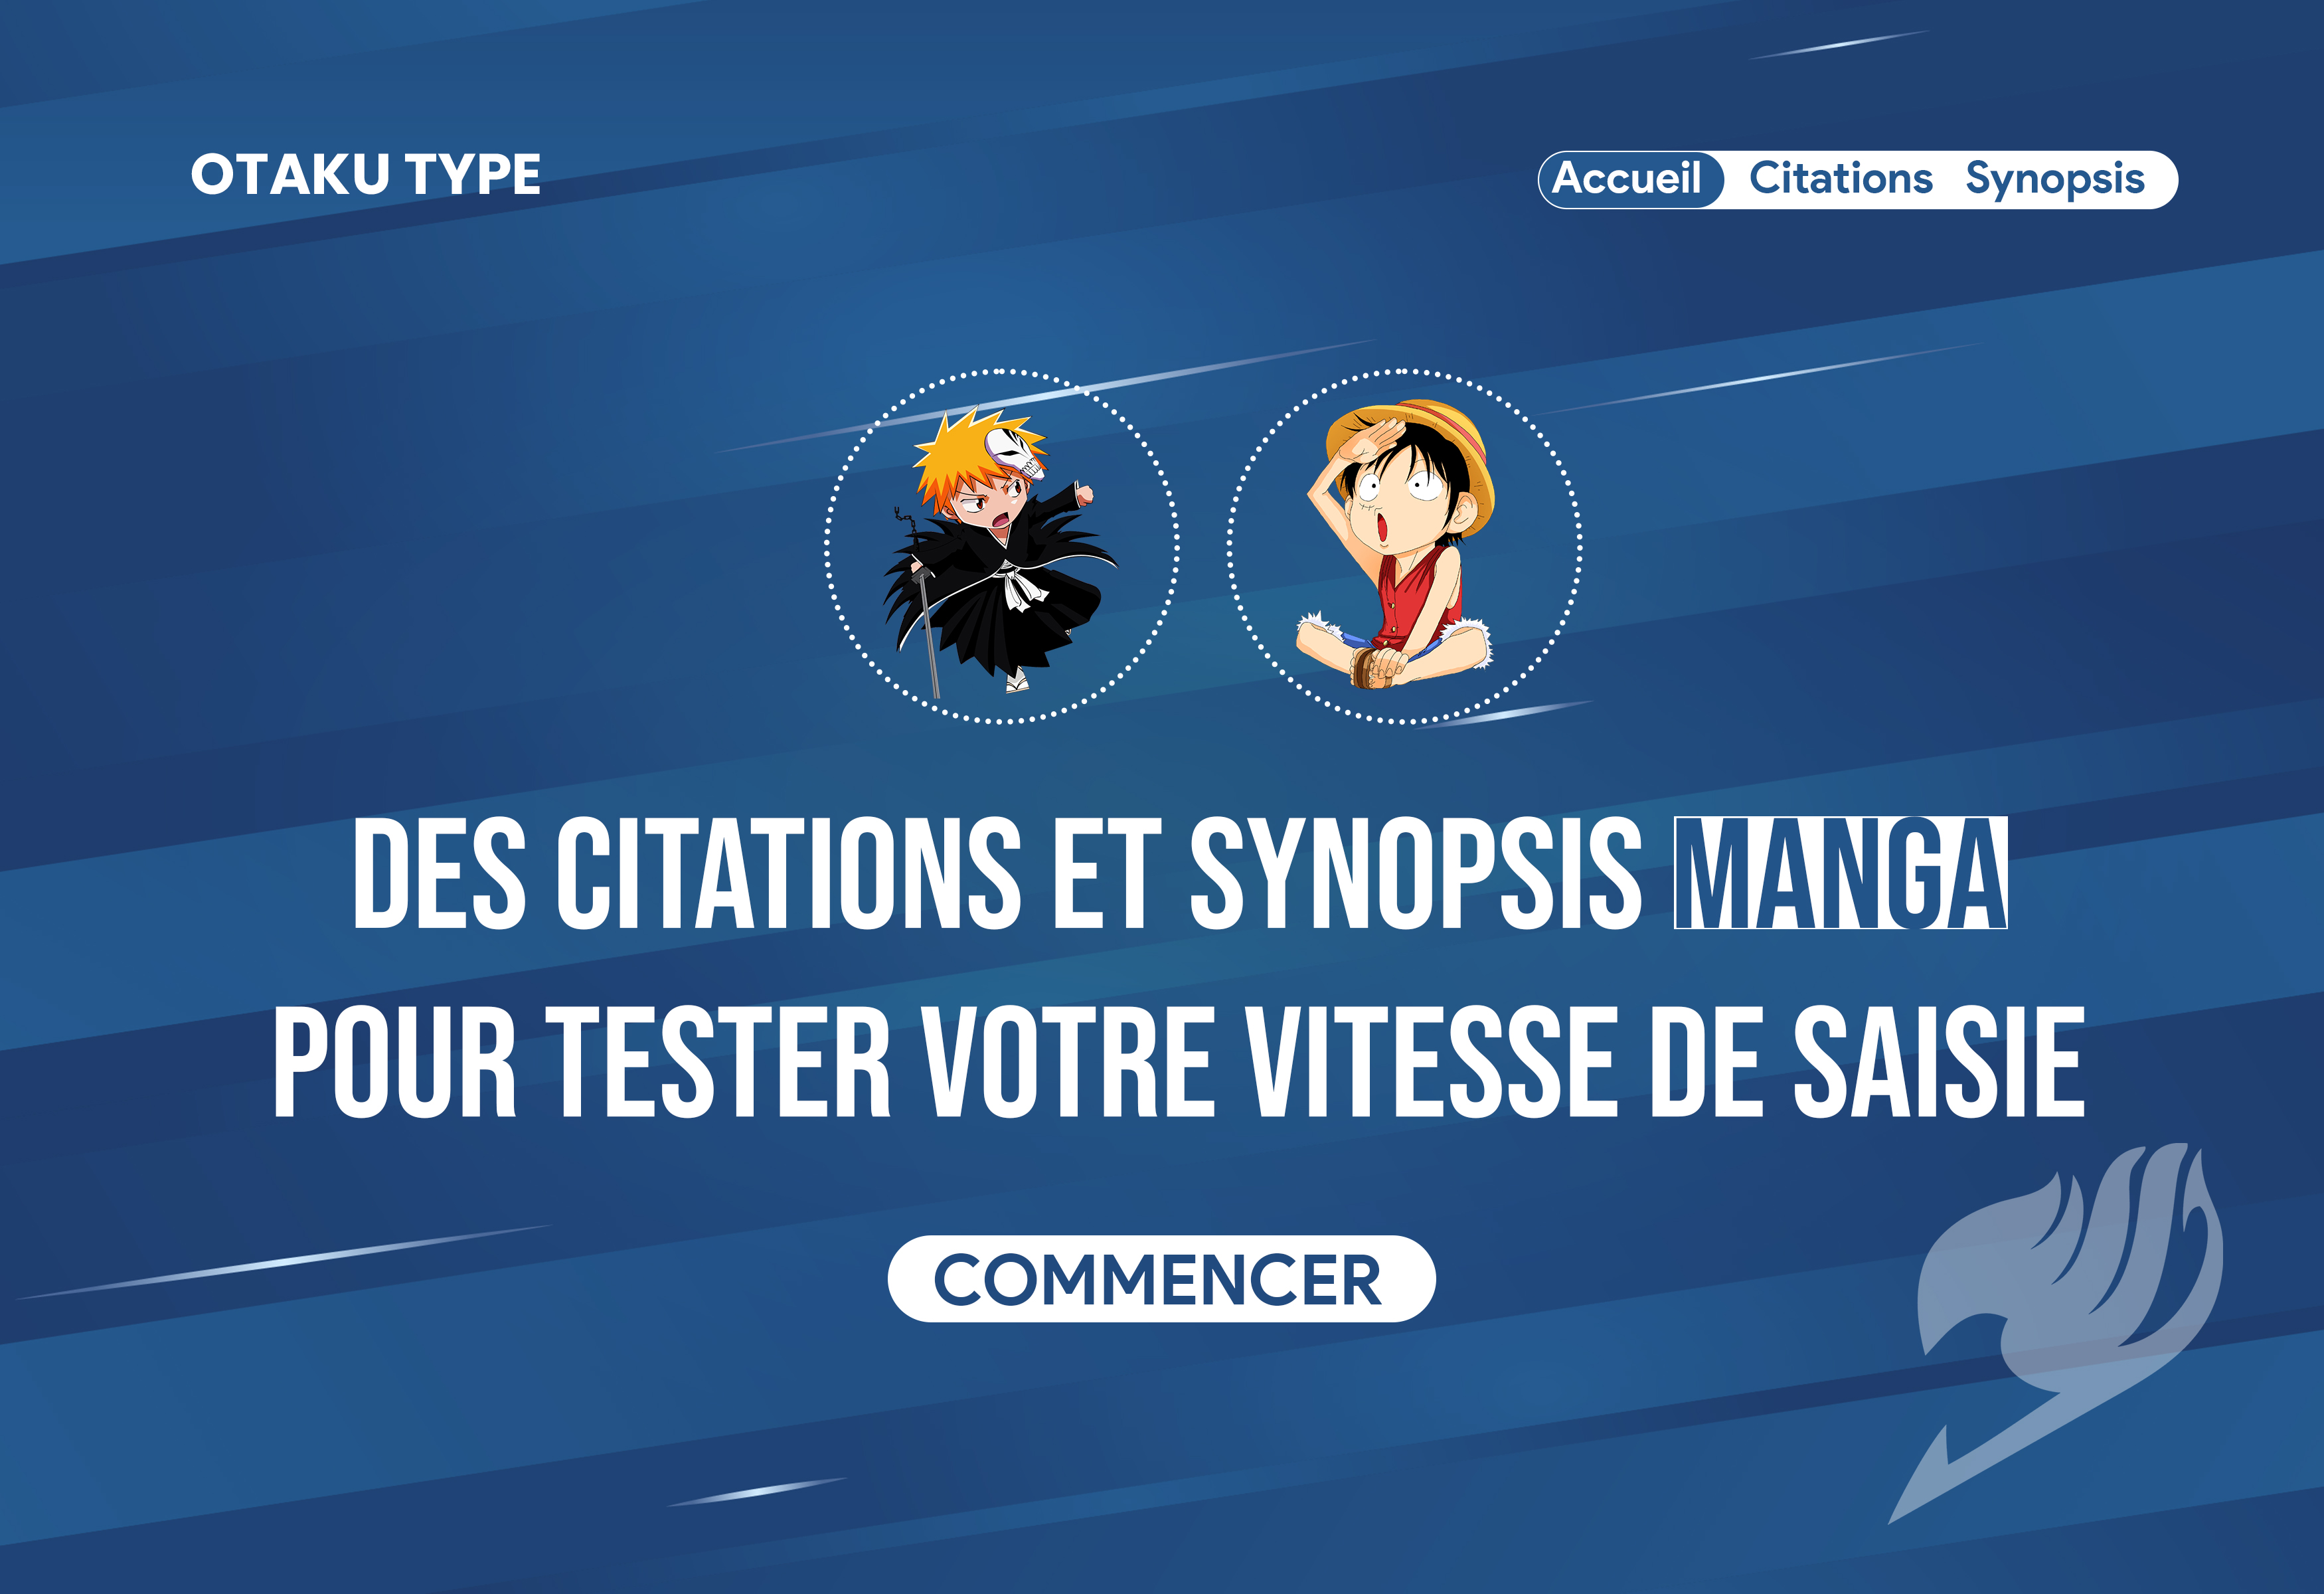 OTAKU TYPE
Accueil Citations Synopsis
DES CITATIONS ET SYNOPSIS MANGA
POUR TESTER VOTRE VITESSE DE SAISIE
COMMENCER